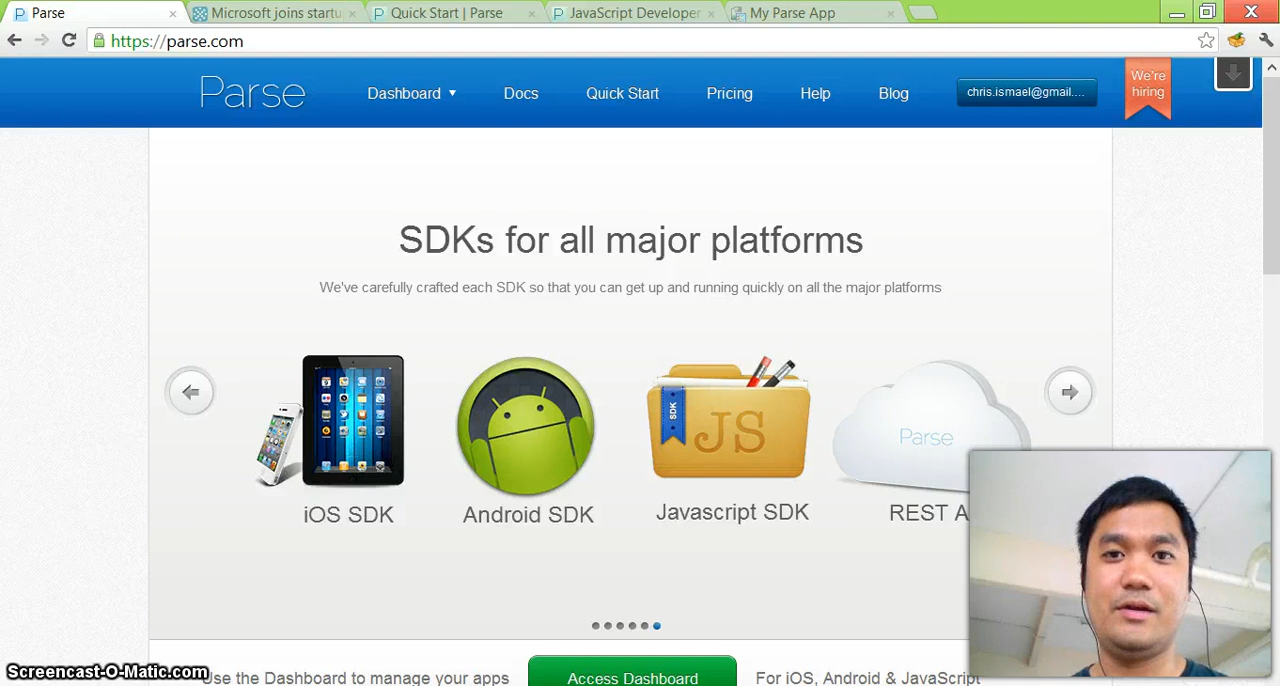 Parse
Microsoft joins startu
Quick Start | Parse
JavaScript Developer
My Parse App
https://parse.com
Parse
Dashboard
Docs
Quick Start
Pricing
Help
Blog
chris.ismael@gmail....
We're
hiring
SDKs for all major platforms
We've carefully crafted each SDK so that you can get up and running quickly on all the major platforms
SDK
JS
Parse
iOS SDK
Android SDK
Javascript SDK
REST A
Screencast-O-Matic.com
Use the Dashboard to manage your apps
Access Dashboard
For iOS, Android & JavaScript